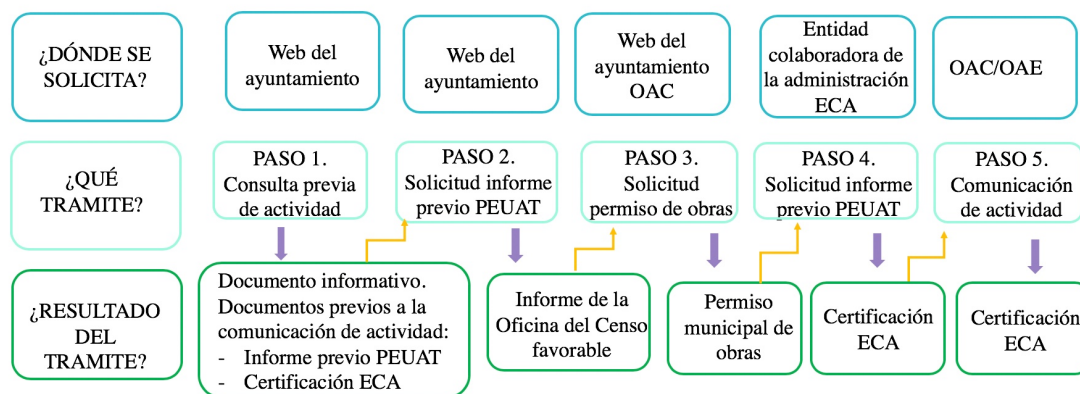 ¿DÓNDE SE
SOLICITA?
Web del
ayuntamiento
Web del
ayuntamiento
Web del
ayuntamiento
OAC
Entidad
colaboradora de
la administración
ECA
OAC/OAE
¿QUÉ
TRAMITE?
PASO 1.
Consulta previa
de actividad
PASO 2.
Solicitud informe
previo PEUAT
PASO 3.
Solicitud
permiso de obras
PASO 4.
Solicitud informe
previo PEUAT
PASO 5.
Comunicación
de actividad
¿RESULTADO
DEL
TRAMITE?
Documento informativo.
Documentos previos a la
comunicación de actividad:
- Informe previo PEUAT
- Certificación ECA
Informe de la
Oficina del Censo
favorable
Permiso
municipal de
obras
Certificación
ECA
Certificación
ECA